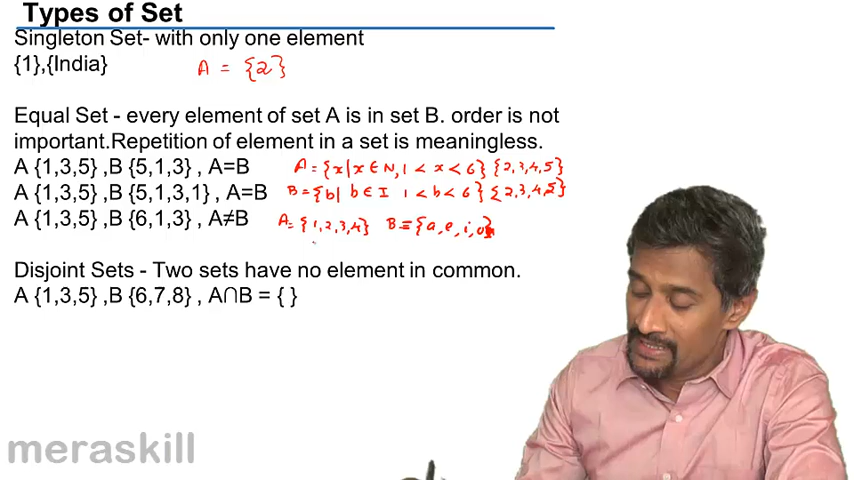 Types of Set
Singleton Set- with only one element
{1},{India} A = {2}
Equal Set - every element of set A is in set B. order is not
important.Repetition of element in a set is meaningless.
A {1,3,5} ,B {5,1,3} , A=B A = {x|x ∈ N, 1 < x < 6} {2,3,4,5}
A {1,3,5} ,B {5,1,3,1} , A=B B = {b| b ∈ I 1 < b < 6} {2,3,4,5}
A {1,3,5} ,B {6,1,3} , A≠B A = {1,2,3,4} B = {a, e, i, o}
Disjoint Sets - Two sets have no element in common.
A {1,3,5} ,B {6,7,8} , A∩B = { }
meraskill